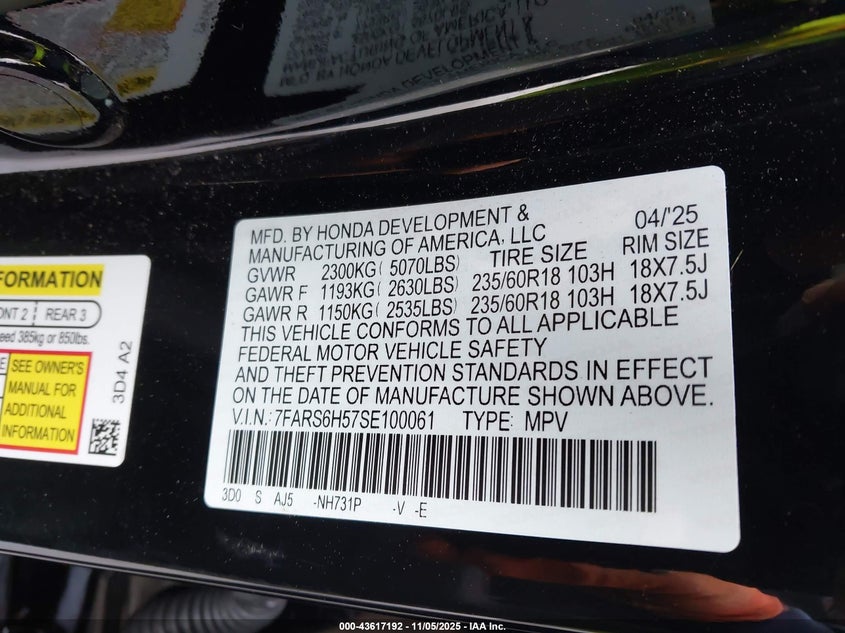 MFD. BY HONDA DEVELOPMENT & 04/'25
MANUFACTURING OF AMERICA, LLC TIRE SIZE RIM SIZE
GVWR 2300KG( 5070LBS)
GAWR F 1193KG( 2630LBS) 235/60R18 103H 18X7.5J
GAWR R 1150KG( 2535LBS) 235/60R18 103H 18X7.5J
THIS VEHICLE CONFORMS TO ALL APPLICABLE
FEDERAL MOTOR VEHICLE SAFETY
AND THEFT PREVENTION STANDARDS IN EFFECT
ON THE DATE OF MANUFACTURE SHOWN ABOVE.
V.I.N.:7FARS6H57SE100061 TYPE: MPV
3D0 S AJ5 -NH731P -V -E
FORMATION
2 REAR 3
385kg or 850lbs.
SEE OWNER'S
MANUAL FOR
ADDITIONAL
INFORMATION
3D4 A2
000-43617192 - 11/05/2025 - IAA Inc.